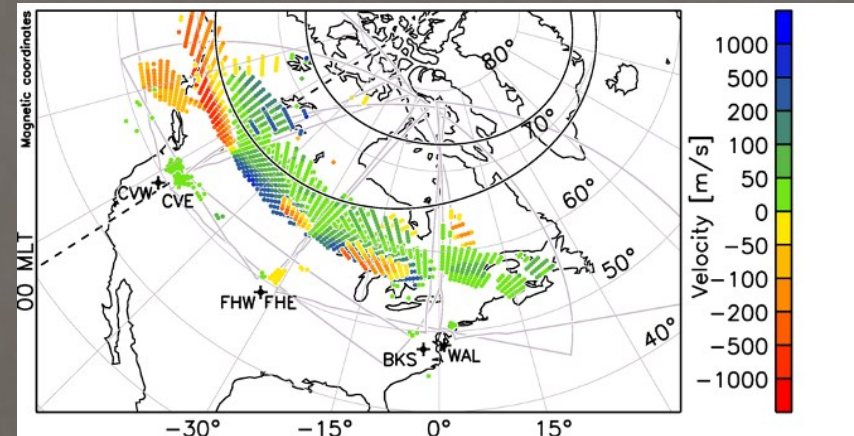 Magnetic coordinates
80°
70°
60°
50°
40°
CVW
CVE
00 MLT
FHW FHE
BKS
WAL
−30°
−15°
0°
15°
1000
500
200
100
50
0
−50
−100
−200
−500
−1000
Velocity [m/s]